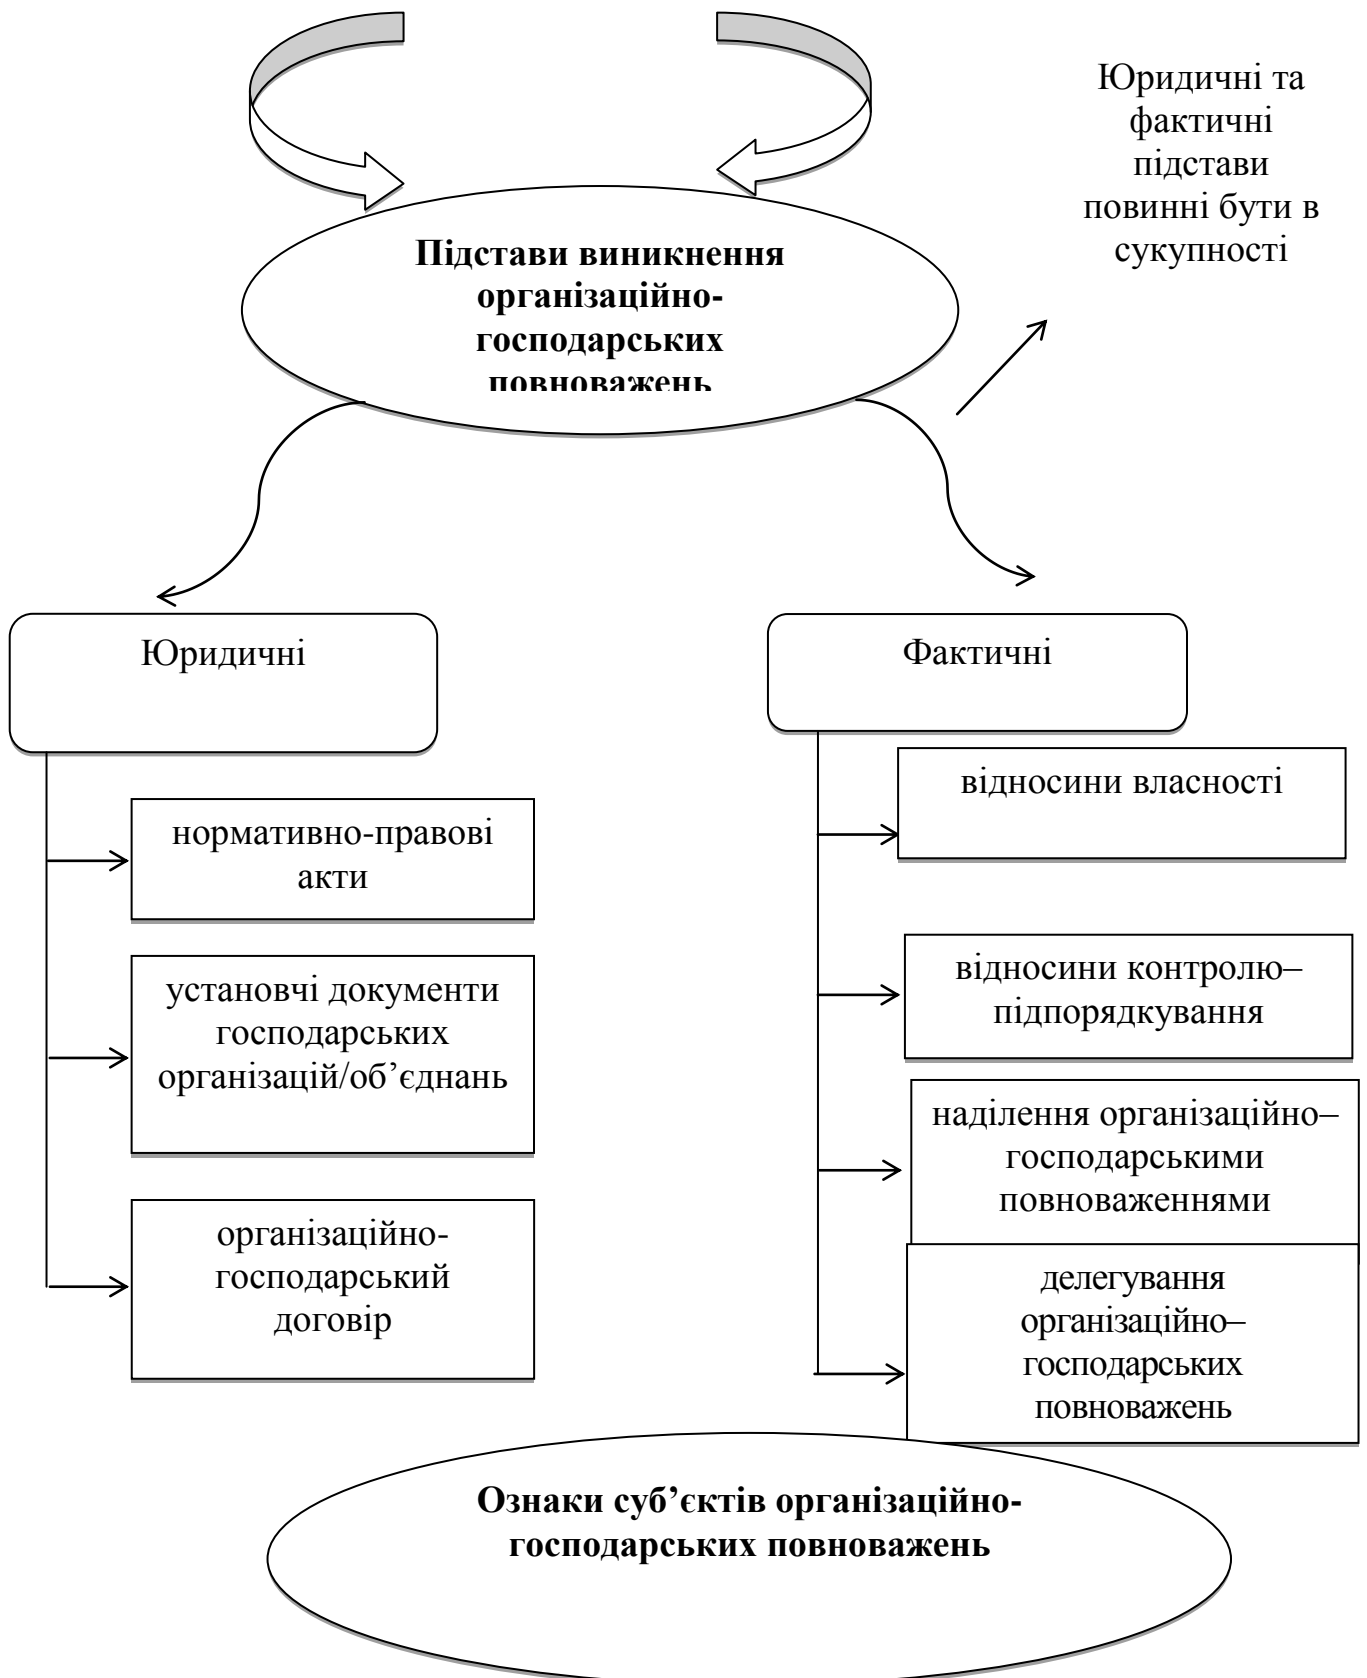 Юридичні та
фактичні
підстави
повинні бути в
сукупності
Підстави виникнення
організаційно-
господарських
повноважень
Юридичні
Фактичні
нормативно-правові
акти
установчі документи
господарських
організацій/об’єднань
організаційно-
господарський
договір
відносини власності
відносини контролю–
підпорядкування
наділення організаційно–
господарськими
повноваженнями
делегування
організаційно–
господарських
повноважень
Ознаки суб’єктів організаційно-
господарських повноважень